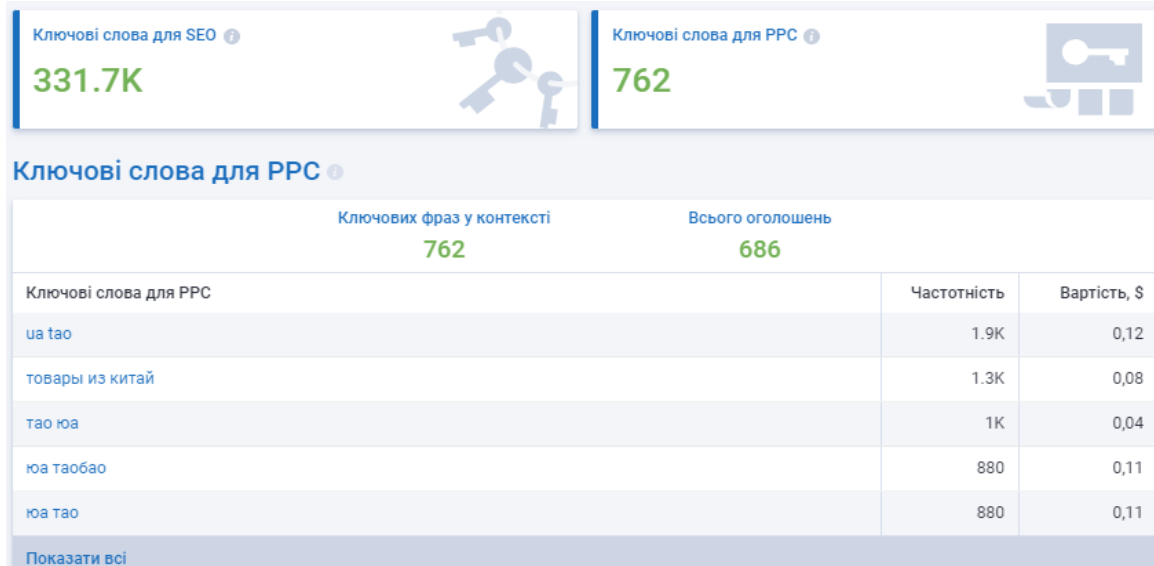 Ключові слова для SEO
331.7K
Ключові слова для PPC
762
Ключові слова для PPC
Ключових фраз у контексті Всього оголошень
762 686
Ключові слова для PPC Частотність Вартість, $
ua tao 1.9K 0,12
товары из китай 1.3K 0,08
тао юа 1K 0,04
юа таобао 880 0,11
юа тао 880 0,11
Показати всі